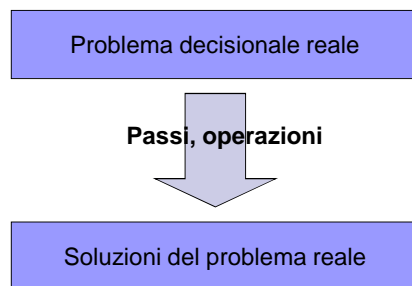 Problema decisionale reale
Passi, operazioni
Soluzioni del problema reale